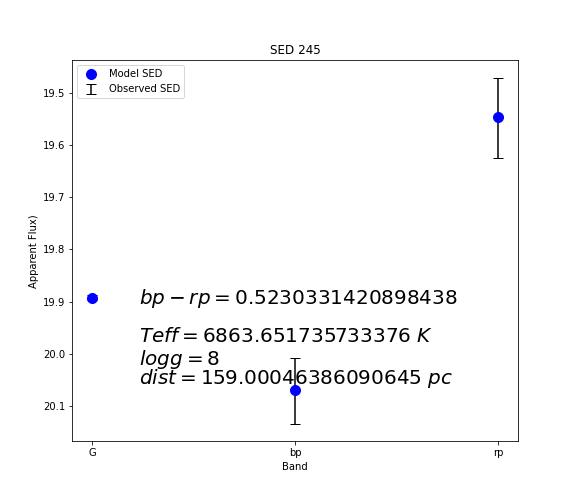 SED 245
Model SED
Observed SED
19.5
19.6
19.7
19.8
19.9
20.0
20.1
Apparent Flux)
bp − rp = 0.5230331420898438
Teff = 6863.651735733376 K
logg = 8
dist = 159.00046386090645 pc
G bp rp
Band